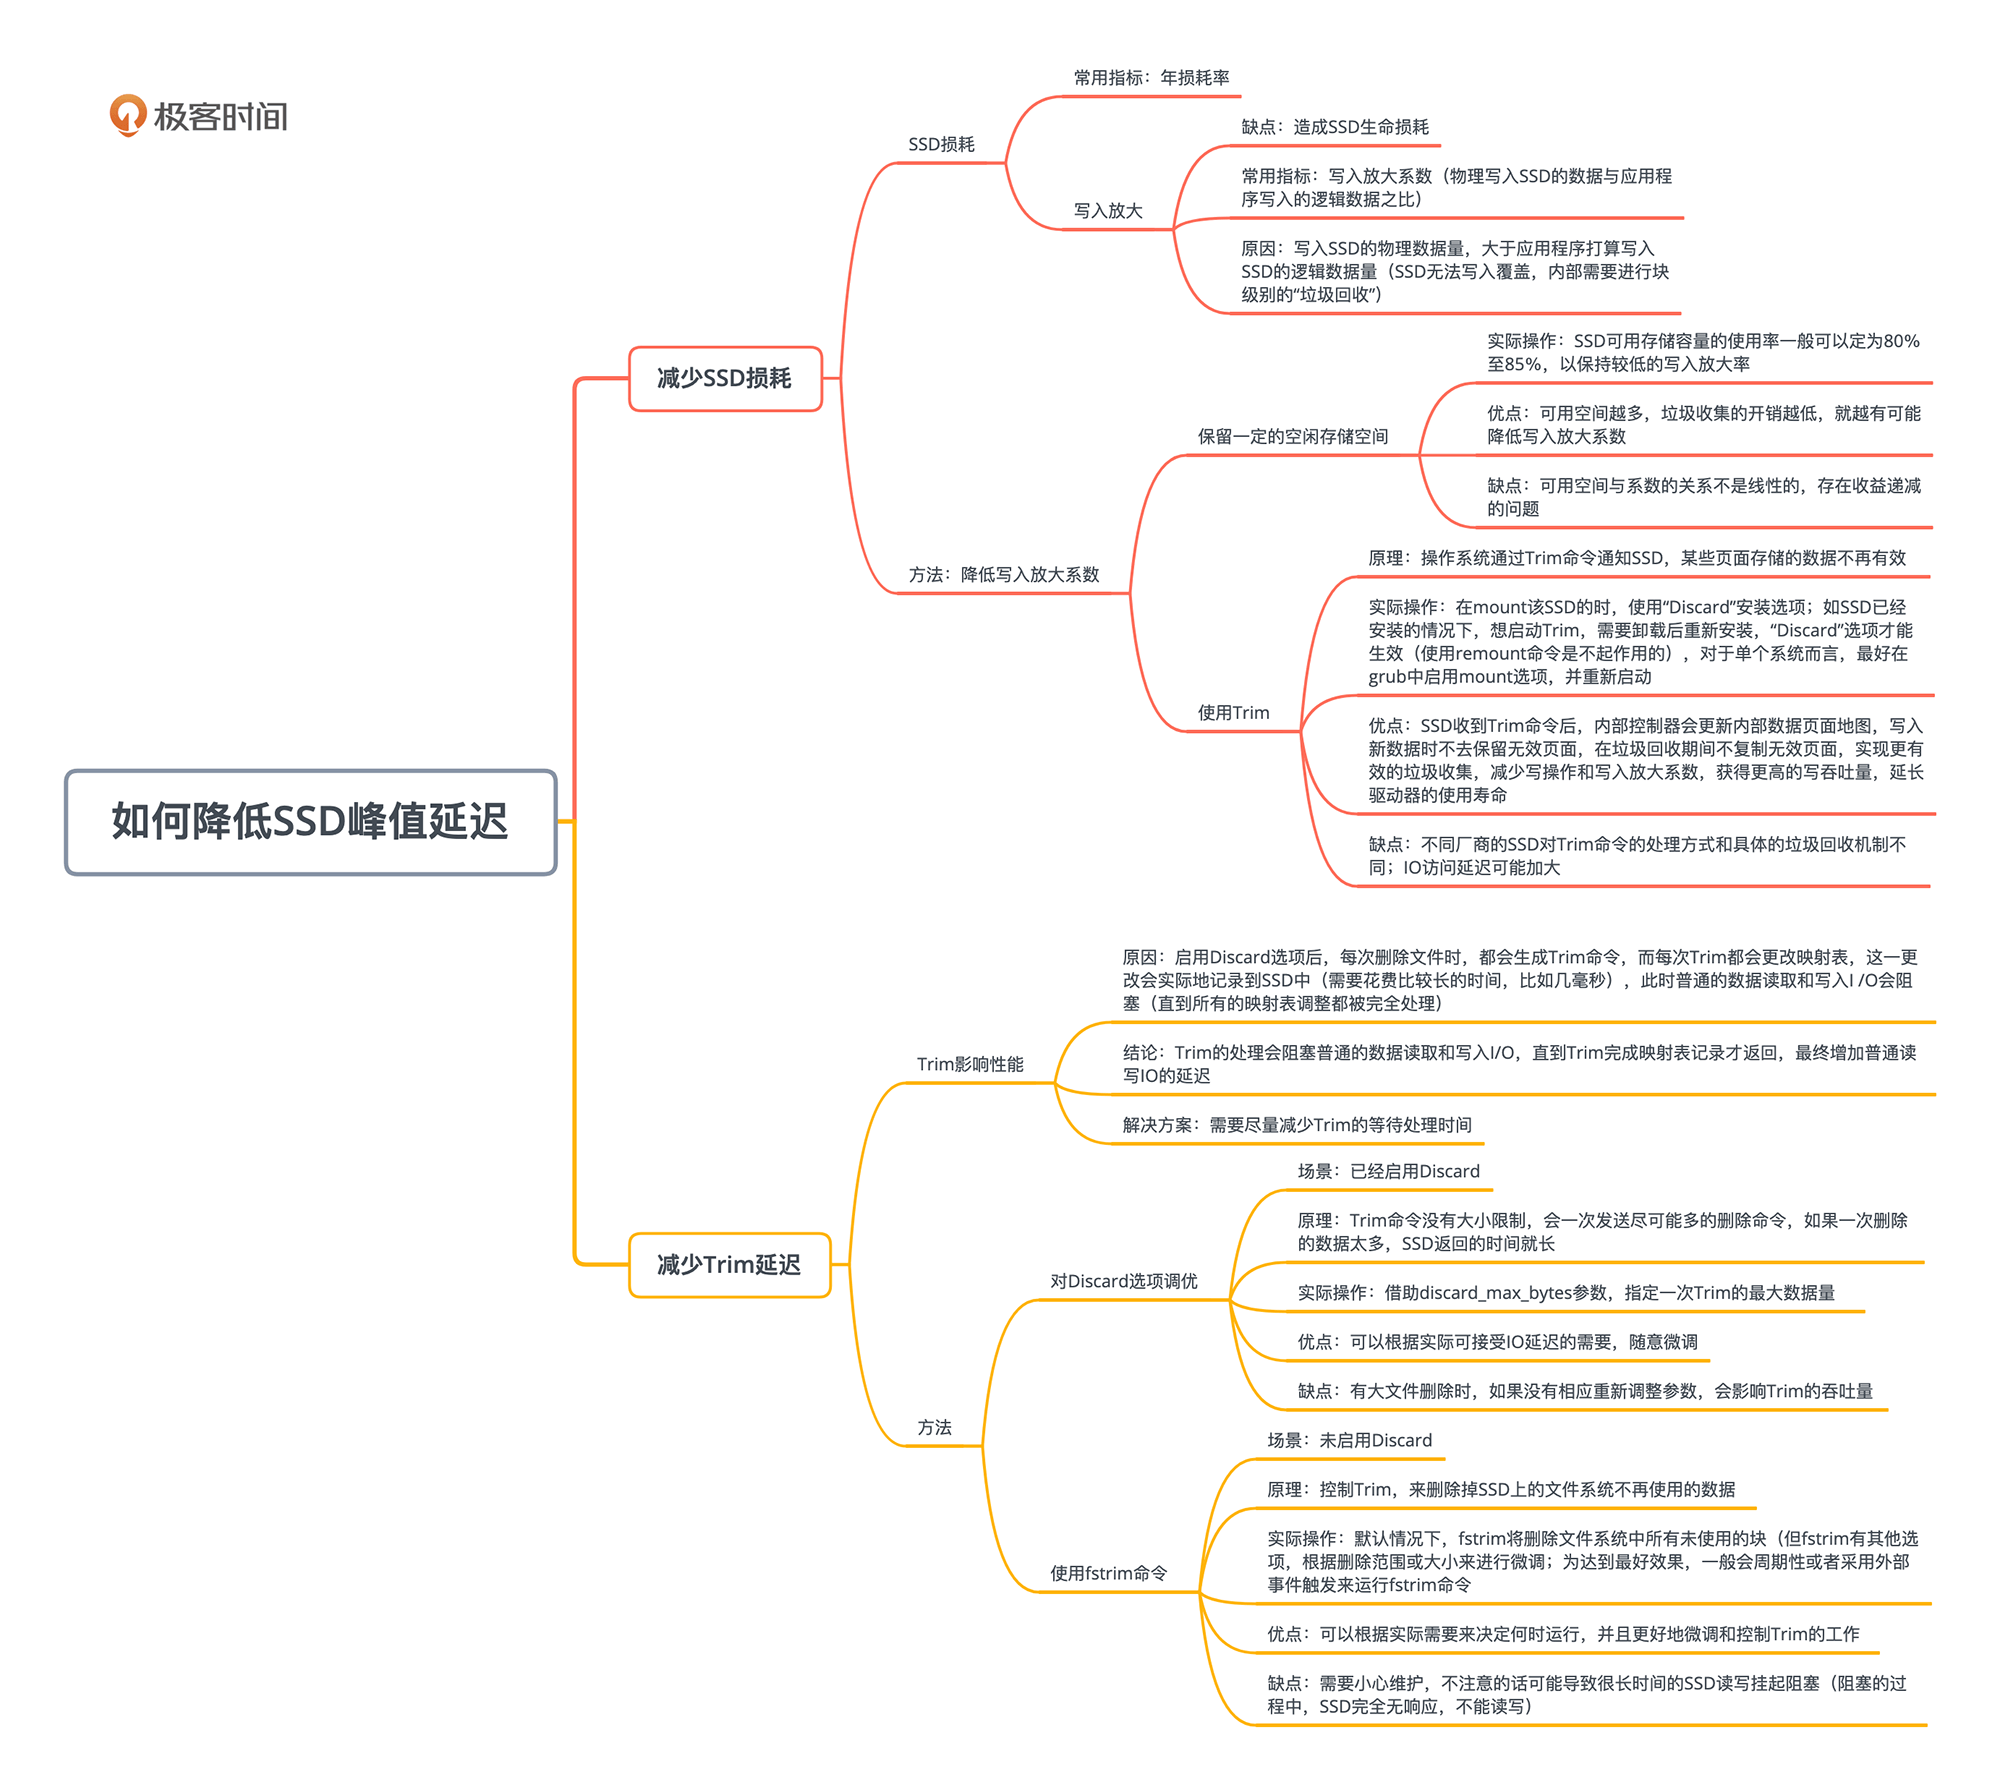 极客时间
如何降低SSD峰值延迟
减少SSD损耗
SSD损耗
常用指标：年损耗率
写入放大
缺点：造成SSD生命损耗
常用指标：写入放大系数（物理写入SSD的数据与应用程
序写入的逻辑数据之比）
原因：写入SSD的物理数据量，大于应用程序打算写入
SSD的逻辑数据量（SSD无法写入覆盖，内部需要进行块
级别的“垃圾回收”）
方法：降低写入放大系数
保留一定的空闲存储空间
实际操作：SSD可用存储容量的使用率一般可以定为80%
至85%，以保持较低的写入放大率
优点：可用空间越多，垃圾收集的开销越低，就越有可能
降低写入放大系数
缺点：可用空间与系数的关系不是线性的，存在收益递减
的问题
使用Trim
原理：操作系统通过Trim命令通知SSD，某些页面存储的数据不再有效
实际操作：在mount该SSD的时，使用“Discard”安装选项；如SSD已经
安装的情况下，想启动Trim，需要卸载后重新安装，“Discard”选项才能
生效（使用remount命令是不起作用的），对于单个系统而言，最好在
grub中启用mount选项，并重新启动
优点：SSD收到Trim命令后，内部控制器会更新内部数据页面地图，写入
新数据时不去保留无效页面，在垃圾回收期间不复制无效页面，实现更有
效的垃圾收集，减少写操作和写入放大系数，获得更高的写吞吐量，延长
驱动器的使用寿命
缺点：不同厂商的SSD对Trim命令的处理方式和具体的垃圾回收机制不
同；IO访问延迟可能加大
减少Trim延迟
Trim影响性能
原因：启用Discard选项后，每次删除文件时，都会生成Trim命令，而每次Trim都会更改映射表，这一更
改会实际地记录到SSD中（需要花费比较长的时间，比如几毫秒），此时普通的数据读取和写入I /O会阻
塞（直到所有的映射表调整都被完全处理）
结论：Trim的处理会阻塞普通的数据读取和写入I/O，直到Trim完成映射表记录才返回，最终增加普通读
写IO的延迟
解决方案：需要尽量减少Trim的等待处理时间
方法
对Discard选项调优
场景：已经启用Discard
原理：Trim命令没有大小限制，会一次发送尽可能多的删除命令，如果一次删除
的数据太多，SSD返回的时间就长
实际操作：借助discard_max_bytes参数，指定一次Trim的最大数据量
优点：可以根据实际可接受IO延迟的需要，随意微调
缺点：有大文件删除时，如果没有相应重新调整参数，会影响Trim的吞吐量
使用fstrim命令
场景：未启用Discard
原理：控制Trim，来删除掉SSD上的文件系统不再使用的数据
实际操作：默认情况下，fstrim将删除文件系统中所有未使用的块（但fstrim有其他选
项，根据删除范围或大小来进行微调；为达到最好效果，一般会周期性或者采用外部
事件触发来运行fstrim命令
优点：可以根据实际需要来决定何时运行，并且更好地微调和控制Trim的工作
缺点：需要小心维护，不注意的话可能导致很长时间的SSD读写挂起阻塞（阻塞的过
程中，SSD完全无响应，不能读写）